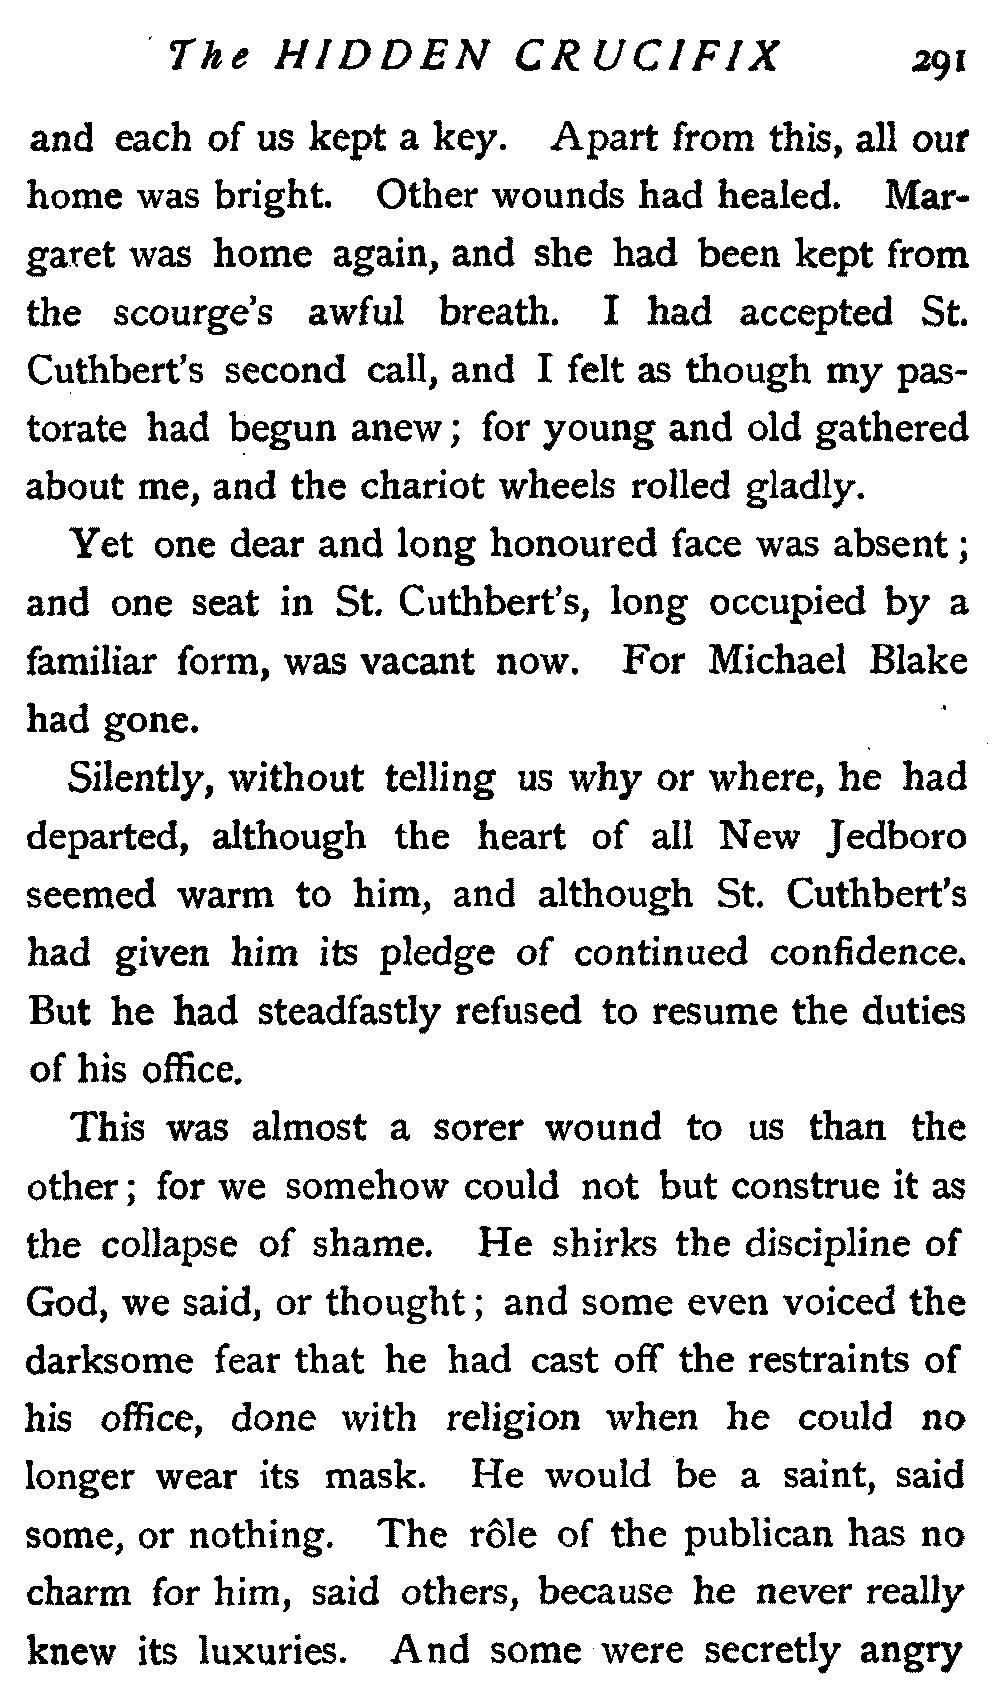 The HIDDEN CRUCIFIX 291
and each of us kept a key. Apart from this, all our
home was bright. Other wounds had healed. Mar-
garet was home again, and she had been kept from
the scourge's awful breath. I had accepted St.
Cuthbert's second call, and I felt as though my pas-
torate had begun anew; for young and old gathered
about me, and the chariot wheels rolled gladly.
Yet one dear and long honoured face was absent;
and one seat in St. Cuthbert's, long occupied by a
familiar form, was vacant now. For Michael Blake
had gone.
Silently, without telling us why or where, he had
departed, although the heart of all New Jedboro
seemed warm to him, and although St. Cuthbert's
had given him its pledge of continued confidence.
But he had steadfastly refused to resume the duties
of his office.
This was almost a sorer wound to us than the
other; for we somehow could not but construe it as
the collapse of shame. He shirks the discipline of
God, we said, or thought; and some even voiced the
darksome fear that he had cast off the restraints of
his office, done with religion when he could no
longer wear its mask. He would be a saint, said
some, or nothing. The rôle of the publican has no
charm for him, said others, because he never really
knew its luxuries. And some were secretly angry